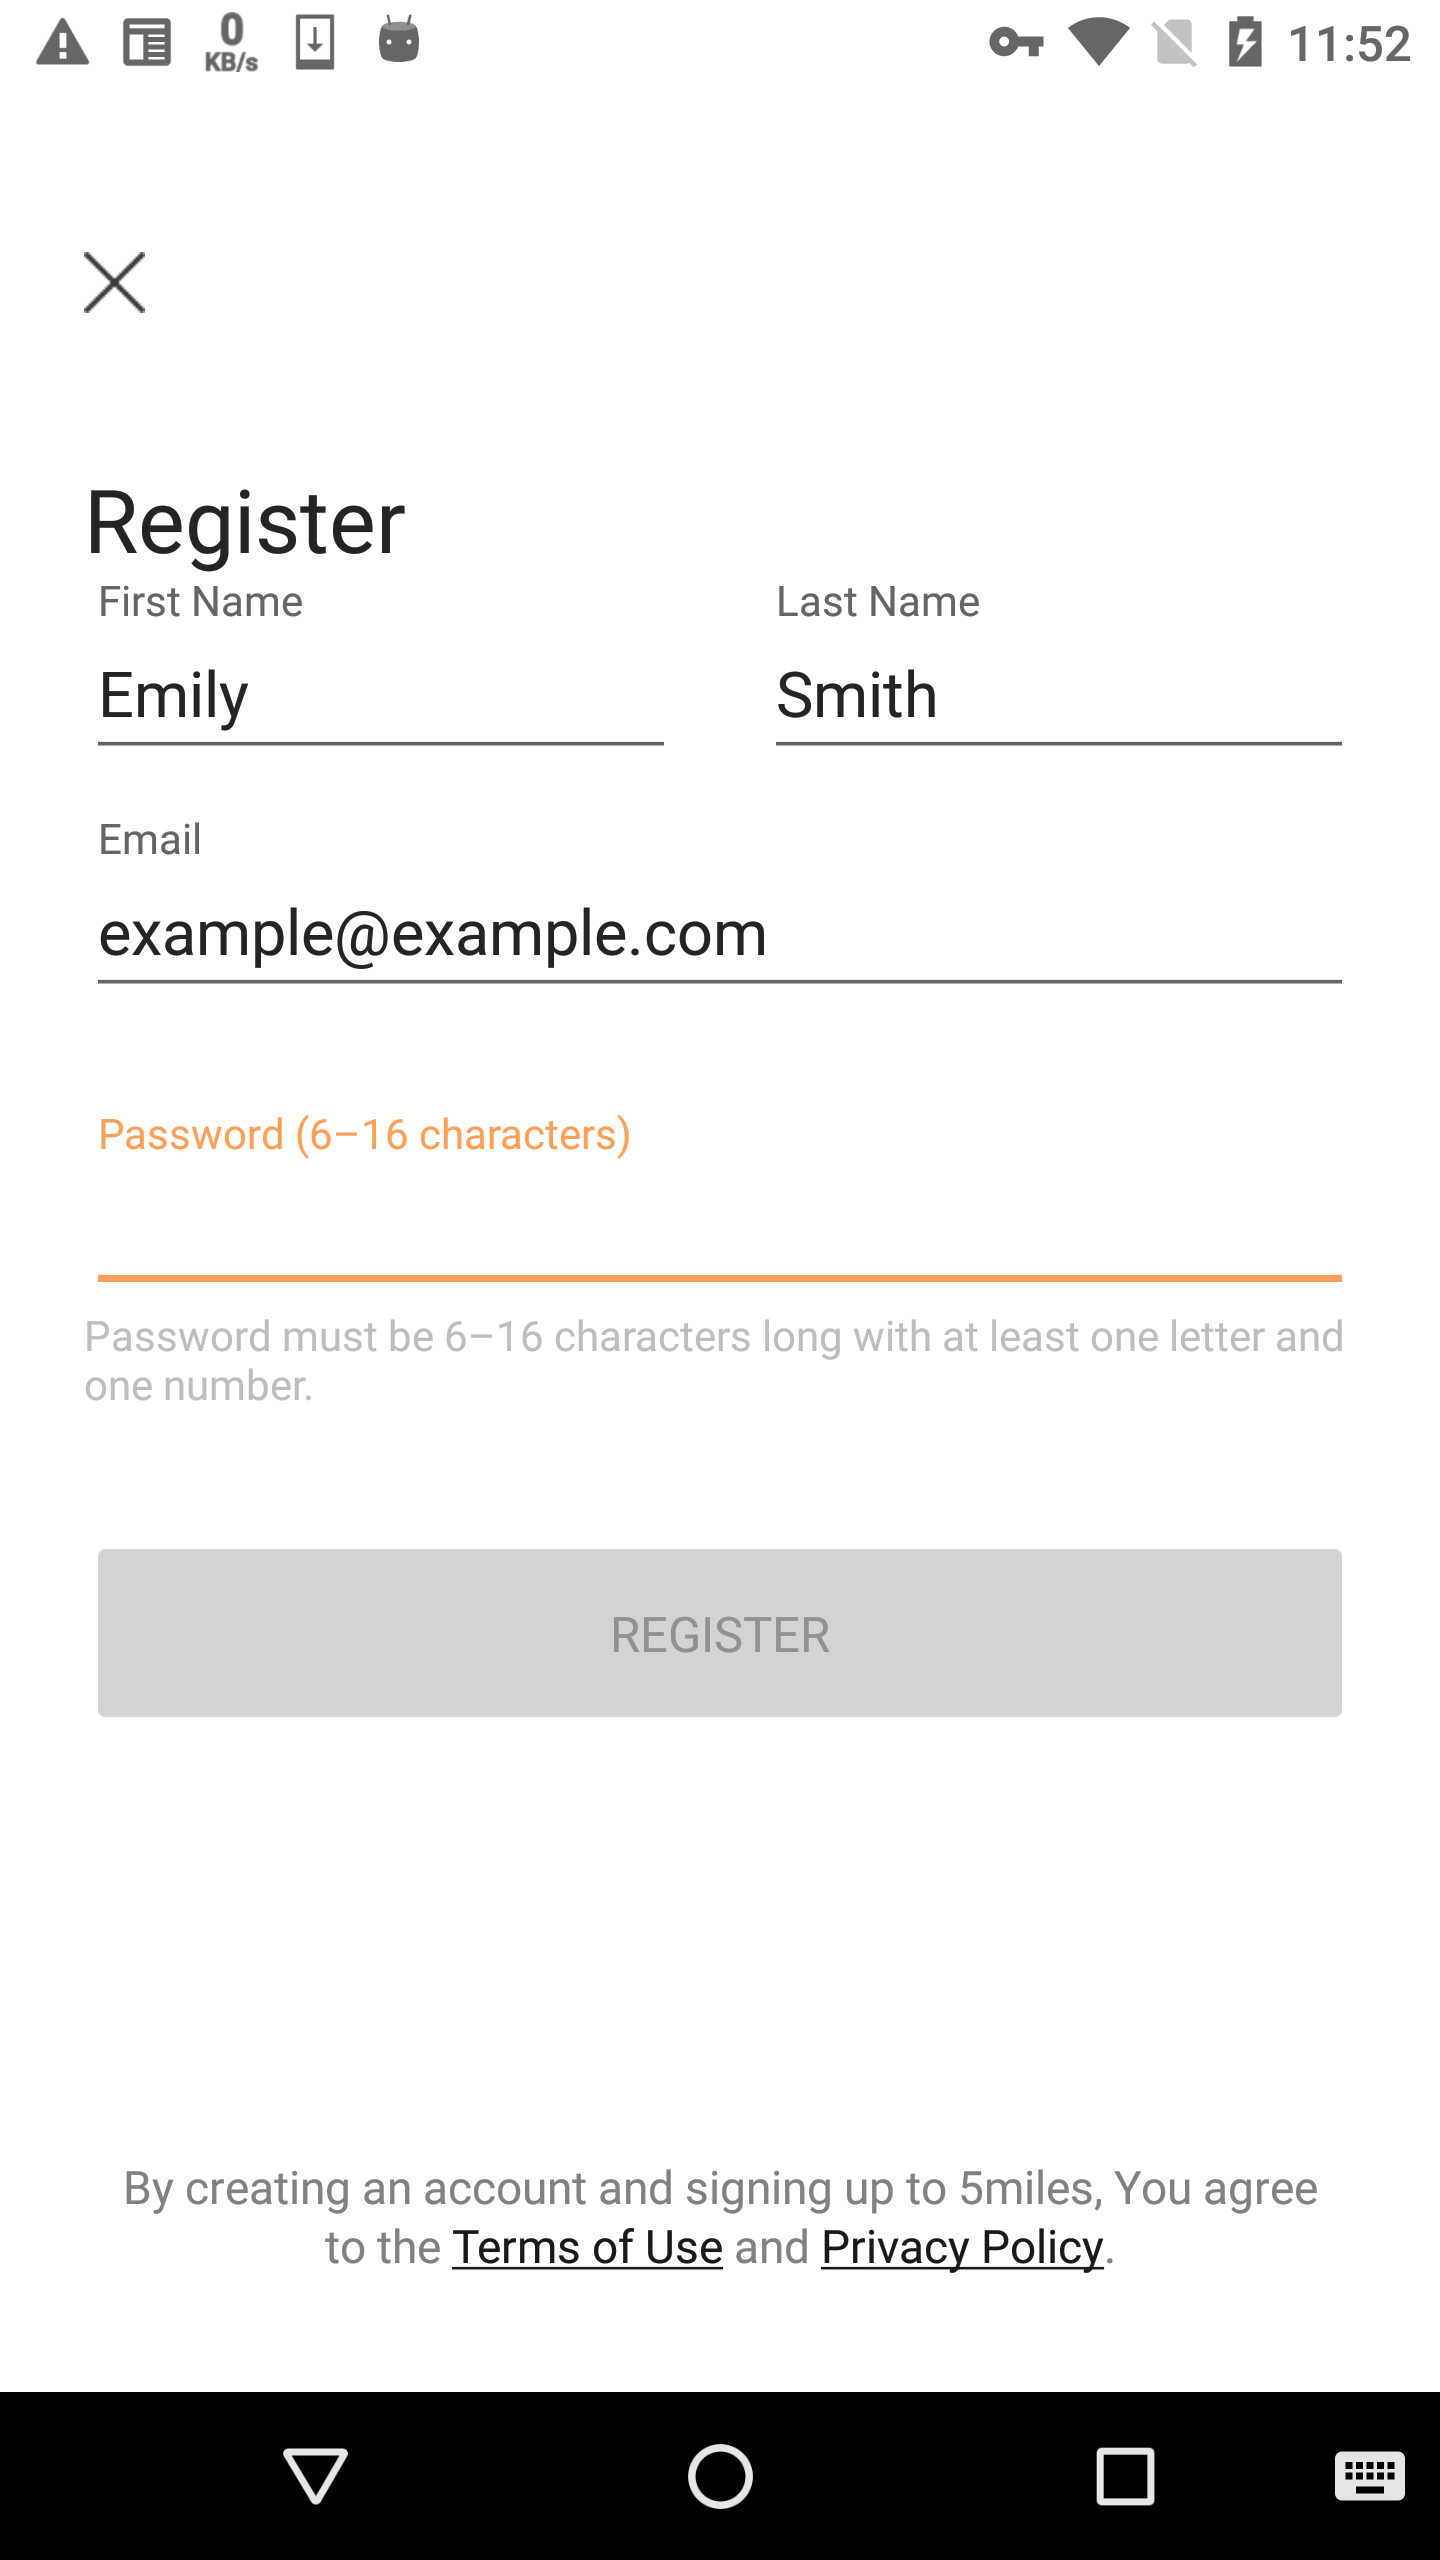 0
KB/s
11:52
Register
First Name
Last Name
Emily
Smith
Email
example@example.com
Password (6–16 characters)
Password must be 6–16 characters long with at least one letter and
one number.
REGISTER
By creating an account and signing up to 5miles, You agree
to the Terms of Use and Privacy Policy.